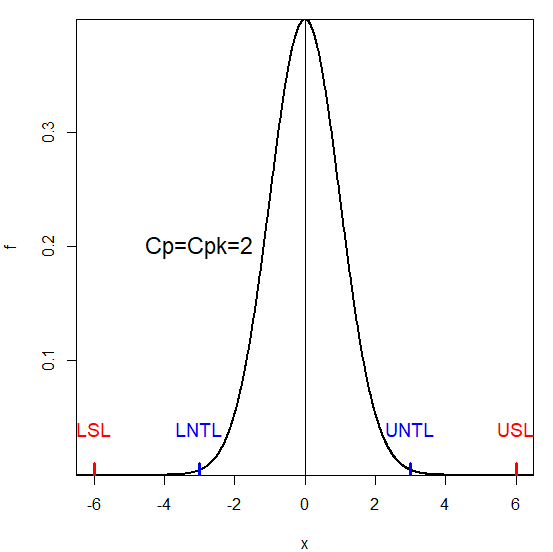 f
0.3
0.2
0.1
Cp=Cpk=2
LSL LNTL UNTL USL
-6 -4 -2 0 2 4 6
x